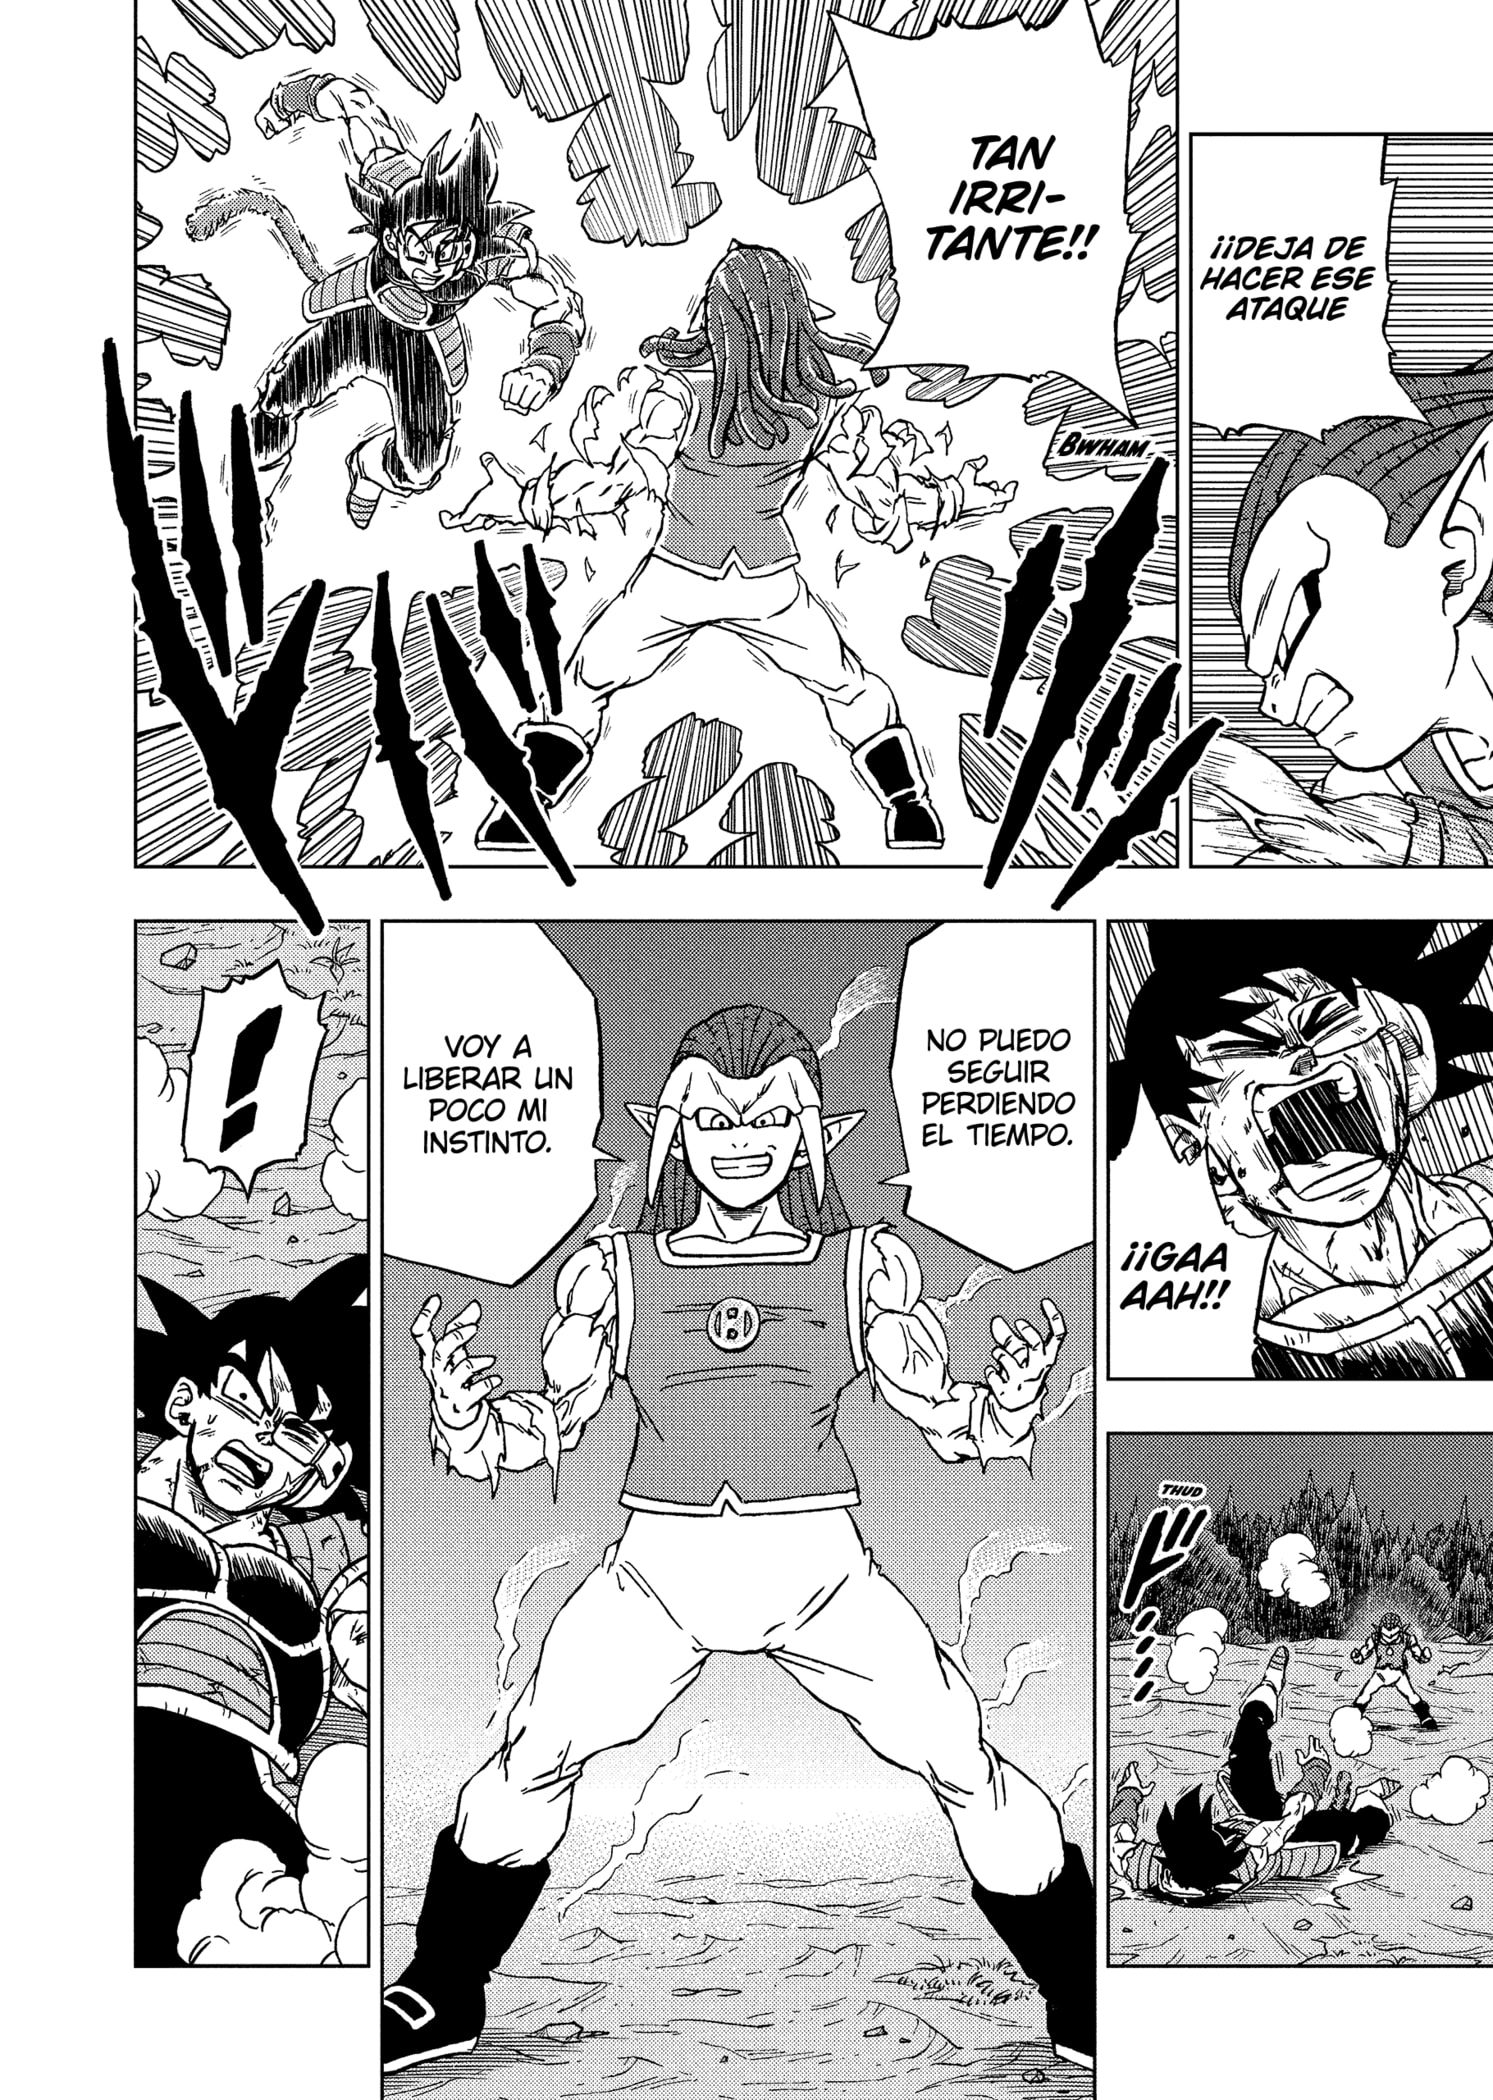 ¡¡DEJA DE
HACER ESE
ATAQUE
TAN
IRRI-
TANTE!!
BWHAM
¡¡GAA
AAH!!
THUD
NO PUEDO
SEGUIR
PERDIENDO
EL TIEMPO.
VOY A
LIBERAR UN
POCO MI
INSTINTO.
!